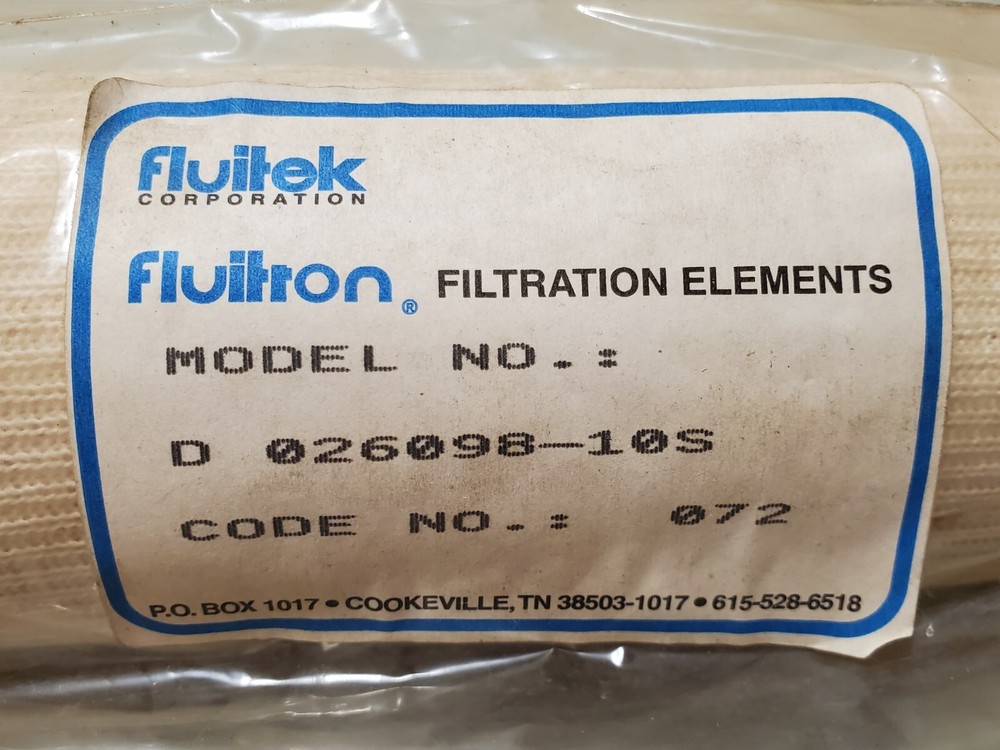 fluitek
CORPORATION
fluitron® FILTRATION ELEMENTS
MODEL NO.:
D 026098-10S
CODE NO.: 072
P.O. BOX 1017 • COOKEVILLE, TN 38503-1017 • 615-528-6518